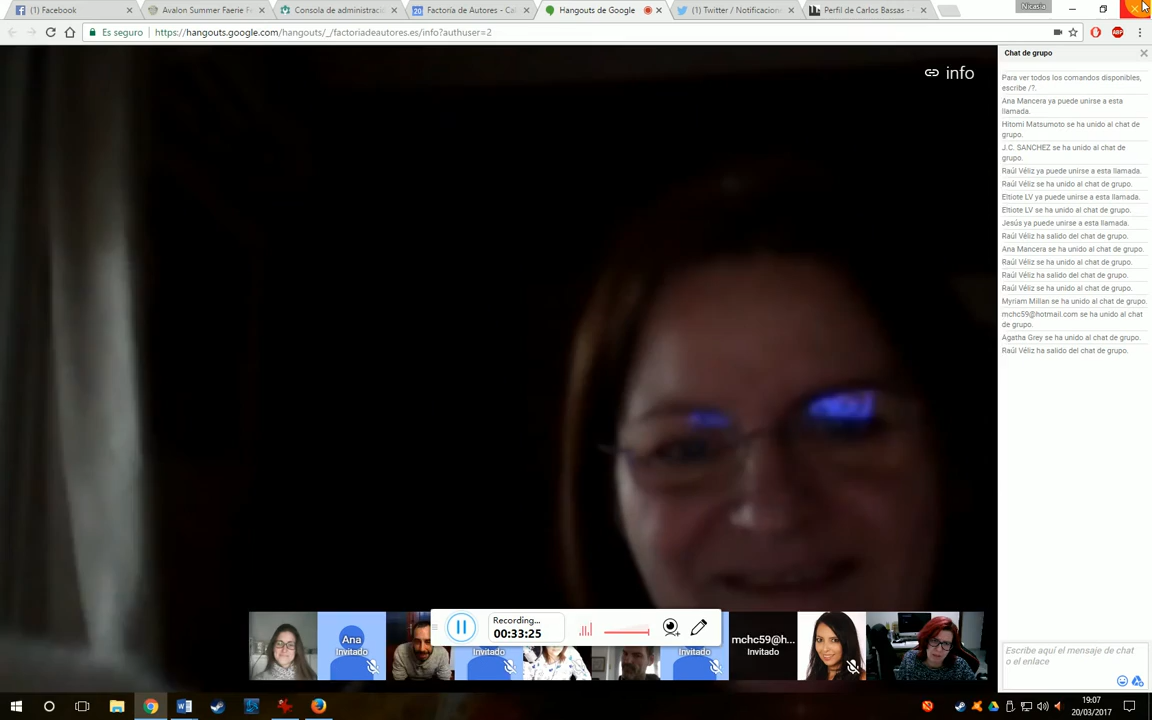 (1) Facebook
Avalon Summer Faerie F
Consola de administraci
Factoría de Autores - Ca
Hangouts de Google
(1) Twitter / Notificacion
Perfil de Carlos Bassas -
Nicasia
Es seguro
https://hangouts.google.com/hangouts/_/factoriadeautores.es/info?authuser=2
info
Chat de grupo
Para ver todos los comandos disponibles,
escribe /?.
Ana Mancera ya puede unirse a esta
llamada.
Hitomi Matsumoto se ha unido al chat de
grupo.
J.C. SANCHEZ se ha unido al chat de
grupo.
Raúl Véliz ya puede unirse a esta llamada.
Raúl Véliz se ha unido al chat de grupo.
Eltiote LV ya puede unirse a esta llamada.
Eltiote LV se ha unido al chat de grupo.
Jesús ya puede unirse a esta llamada.
Raúl Véliz ha salido del chat de grupo.
Ana Mancera se ha unido al chat de grupo.
Raúl Véliz se ha unido al chat de grupo.
Raúl Véliz ha salido del chat de grupo.
Raúl Véliz se ha unido al chat de grupo.
Myriam Millan se ha unido al chat de grupo.
mchc59@hotmail.com se ha unido al chat
de grupo.
Agatha Grey se ha unido al chat de grupo.
Raúl Véliz ha salido del chat de grupo.
Ana
Invitado
Recording...
00:33:25
Invitado
Invitado
mchc59@h...
Invitado
Escribe aquí el mensaje de chat
o el enlace
19:07
20/03/2017